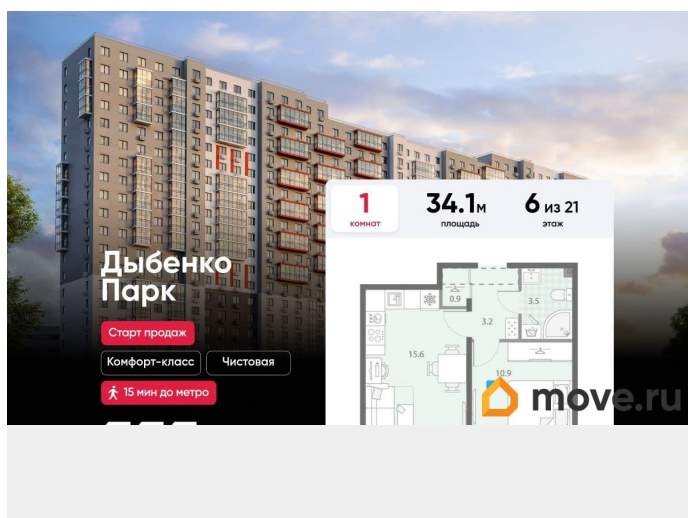 1
комнат
34.1м
площадь
6 из 21
этаж
Дыбенко
Парк
Старт продаж
Комфорт-класс
Чистовая
15 мин до метро
0.9
3.5
3.2
15.6
10.9
move.ru